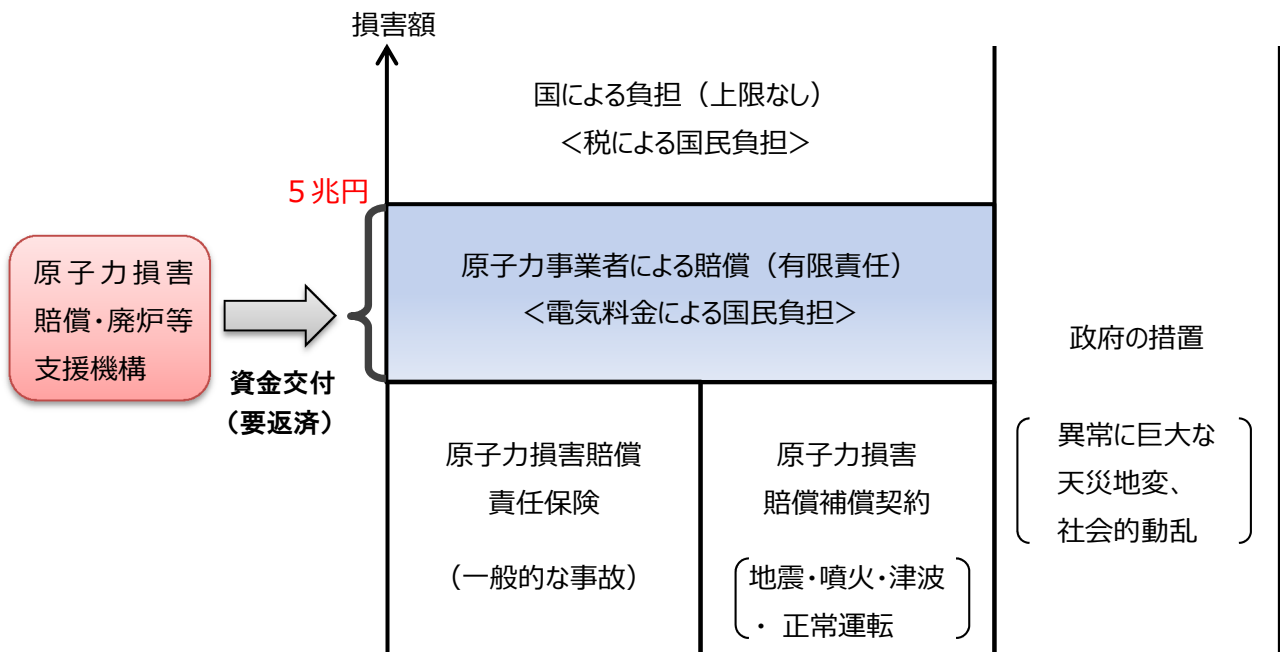 損害額
国による負担（上限なし）
＜税による国民負担＞
５兆円
原子力事業者による賠償（有限責任）
＜電気料金による国民負担＞
原子力損害
賠償・廃炉等
支援機構
資金交付
（要返済）
原子力損害賠償
責任保険
（一般的な事故）
原子力損害
賠償補償契約
地震・噴火・津波
・ 正常運転
政府の措置
異常に巨大な
天災地変、
社会的動乱